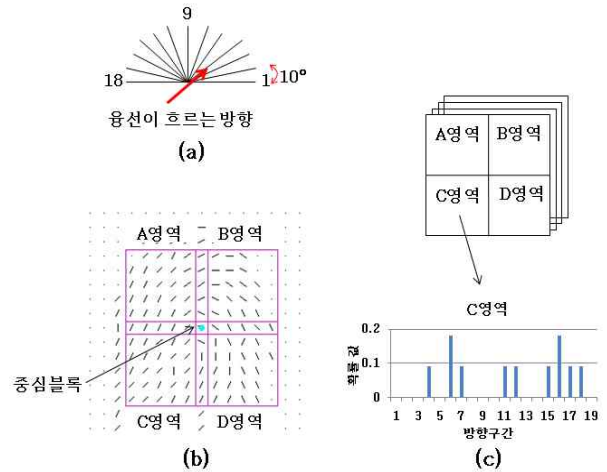 9
18
1
10°
융선이 흐르는 방향
(a)
A영역 B영역
C영역 D영역
A영역 B영역
중심블록
C영역 D영역
(b)
C영역
확률 값
0.2
0.1
0
1 3 5 7 9 11 13 15 17 19
방향구간
(c)